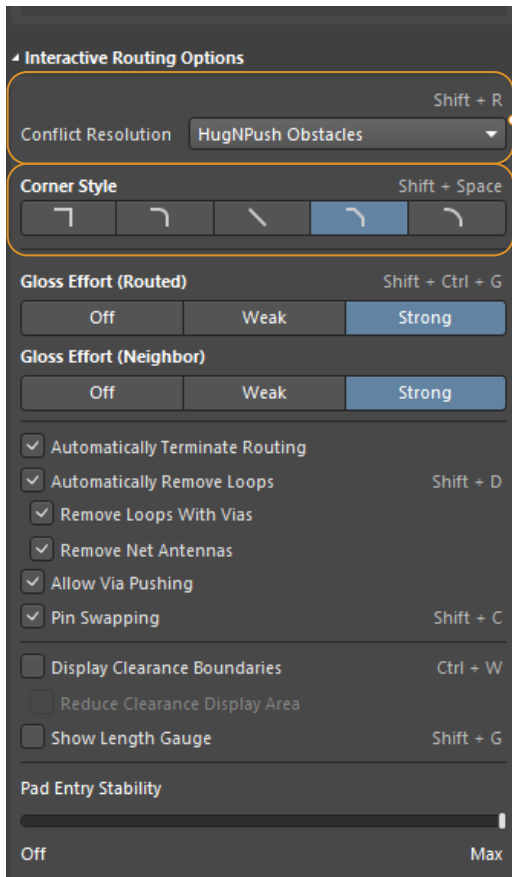 Interactive Routing Options
Shift + R
Conflict Resolution HugNPush Obstacles
Corner Style Shift + Space
Gloss Effort (Routed) Shift + Ctrl + G
Off Weak Strong
Gloss Effort (Neighbor)
Off Weak Strong
Automatically Terminate Routing
Automatically Remove Loops Shift + D
Remove Loops With Vias
Remove Net Antennas
Allow Via Pushing
Pin Swapping Shift + C
Display Clearance Boundaries Ctrl + W
Reduce Clearance Display Area
Show Length Gauge Shift + G
Pad Entry Stability
Off Max